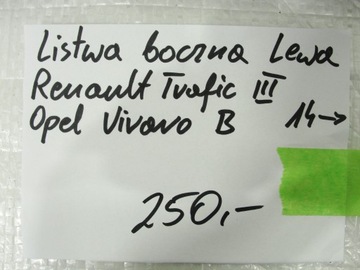 Listwa boczna Lewa
Renault Trafic III
Opel Vivaro B 14→
250,-